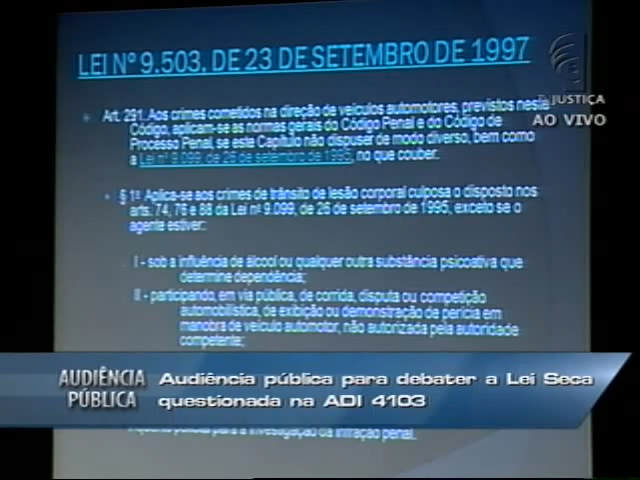 LEI Nº 9.503, DE 23 DE SETEMBRO DE 1997
Art. 291. Aos crimes cometidos na direção de veículos automotores, previstos neste
Código, aplicam-se as normas gerais do Código Penal e do Código de
Processo Penal, se este Capítulo não dispuser de modo diverso, bem como
a Lei nº 9.099, de 26 de setembro de 1995, no que couber.
§ 1º Aplica-se aos crimes de trânsito de lesão corporal culposa o disposto nos
arts. 74, 76 e 88 da Lei nº 9.099, de 26 de setembro de 1995, exceto se o
agente estiver:
I - sob a influência de álcool ou qualquer outra substância psicoativa que
determine dependência;
II - participando, em via pública, de corrida, disputa ou competição
automobilística, de exibição ou demonstração de perícia em
manobra de veículo automotor, não autorizada pela autoridade
competente;
JUSTIÇA
AO VIVO
AUDIÊNCIA
PÚBLICA
Audiência pública para debater a Lei Seca
questionada na ADI 4103
para a investigação da infração penal.